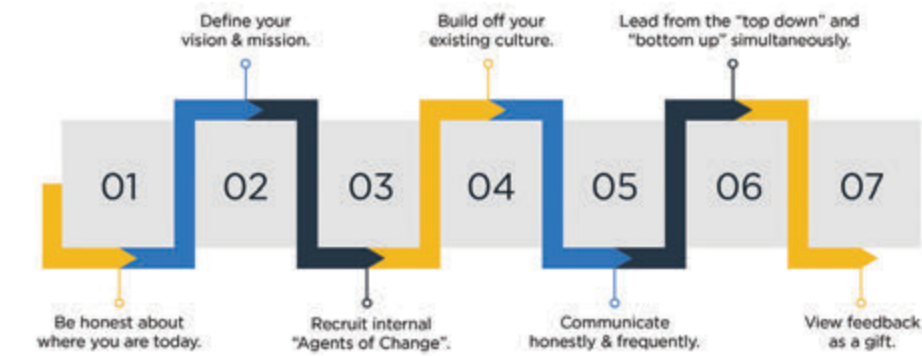 Define your
vision & mission.
Build off your
existing culture.
Lead from the “top down” and
“bottom up” simultaneously.
01
02
03
04
05
06
07
Be honest about
where you are today.
Recruit internal
“Agents of Change”.
Communicate
honestly & frequently.
View feedback
as a gift.